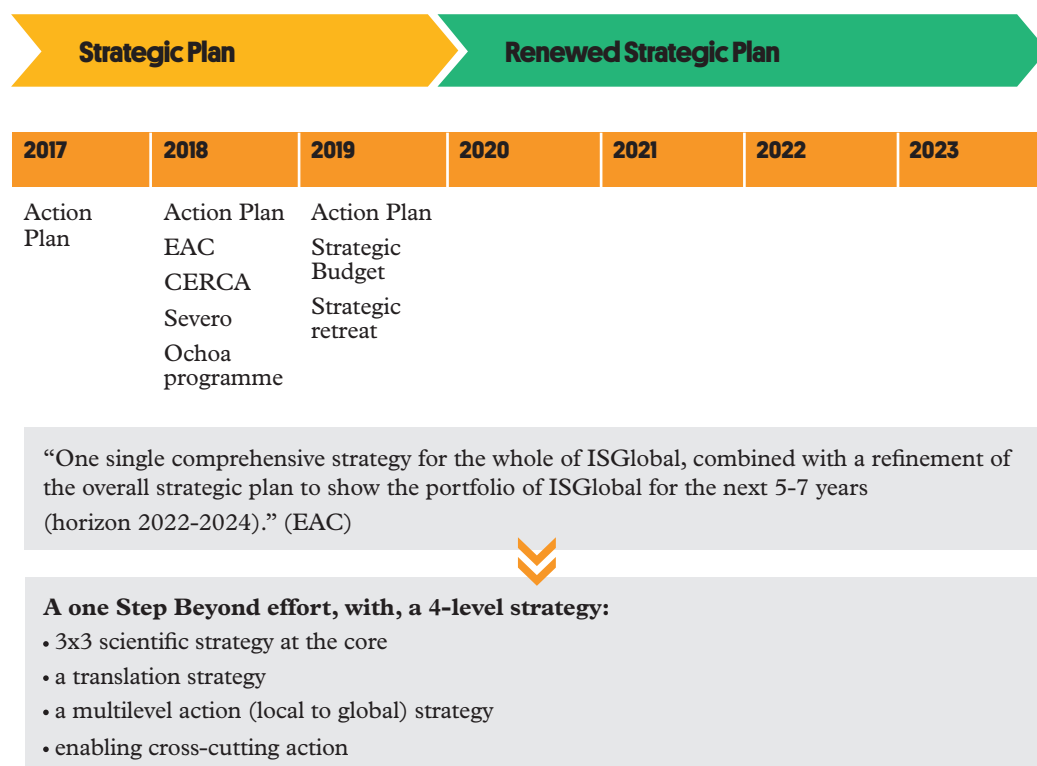 Strategic Plan
Renewed Strategic Plan
2017
2018
2019
2020
2021
2022
2023
Action
Plan
Action Plan
EAC
CERCA
Severo
Ochoa
programme
Action Plan
Strategic
Budget
Strategic
retreat
“One single comprehensive strategy for the whole of ISGlobal, combined with a refinement of
the overall strategic plan to show the portfolio of ISGlobal for the next 5-7 years
(horizon 2022-2024).” (EAC)
A one Step Beyond effort, with, a 4-level strategy:
• 3x3 scientific strategy at the core
• a translation strategy
• a multilevel action (local to global) strategy
• enabling cross-cutting action